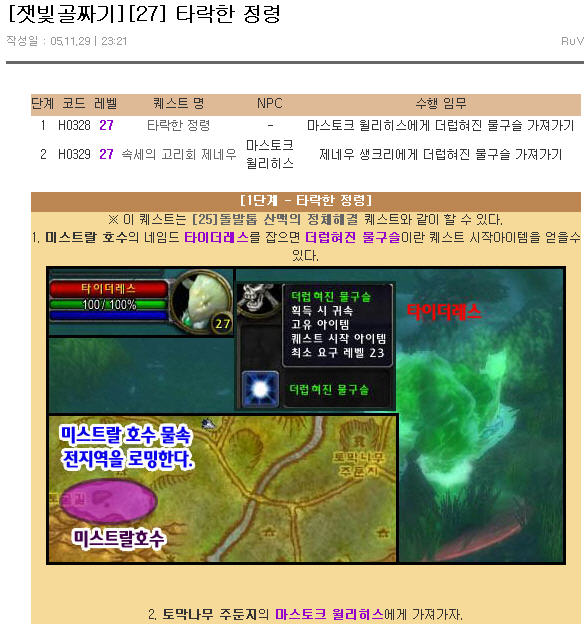 [잿빛골짜기][27] 타락한 정령
작성일 : 05,11,29 | 23:21 RuV
단계 코드 레벨 퀘스트 명 NPC 수행 임무
1 H0328 27 타락한 정령 - 마스토크 월리히스에게 더럽혀진 물구슬 가져가기
2 H0329 27 속세의 고리회 제네우 마스토크 월리히스 제네우 생크리에게 더럽혀진 물구슬 가져가기
[1단계 - 타락한 정령]
※ 이 퀘스트는 [25]돌발톱 산맥의 정체해결 퀘스트와 같이 할 수 있다.
1. 미스트랄 호수의 네임드 타이더레스를 잡으면 더럽혀진 물구슬이란 퀘스트 시작아이템을 얻을수
있다.
타이더레스
100 / 100%
27
더럽혀진 물구슬
획득 시 귀속
고유 아이템
퀘스트 시작 아이템
최소 요구 레벨 23
더럽혀진 물구슬
타이더레스
미스트랄 호수 물속
전지역을 로밍한다.
토막나무
주둔지
미스트랄호수
2. 토막나무 주둔지의 마스토크 월리히스에게 가져가자.